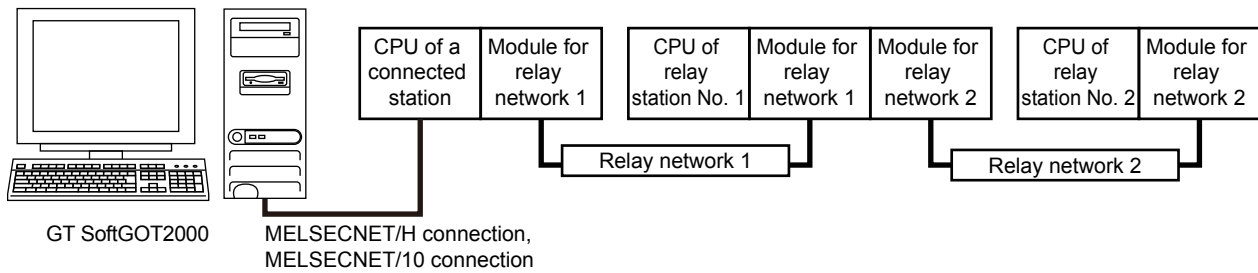 CPU of a
connected
station
Module for
relay
network 1
CPU of
relay
station No. 1
Module for
relay
network 1
Module for
relay
network 2
CPU of
relay
station No. 2
Module for
relay
network 2
Relay network 1
Relay network 2
GT SoftGOT2000
MELSECNET/H connection,
MELSECNET/10 connection